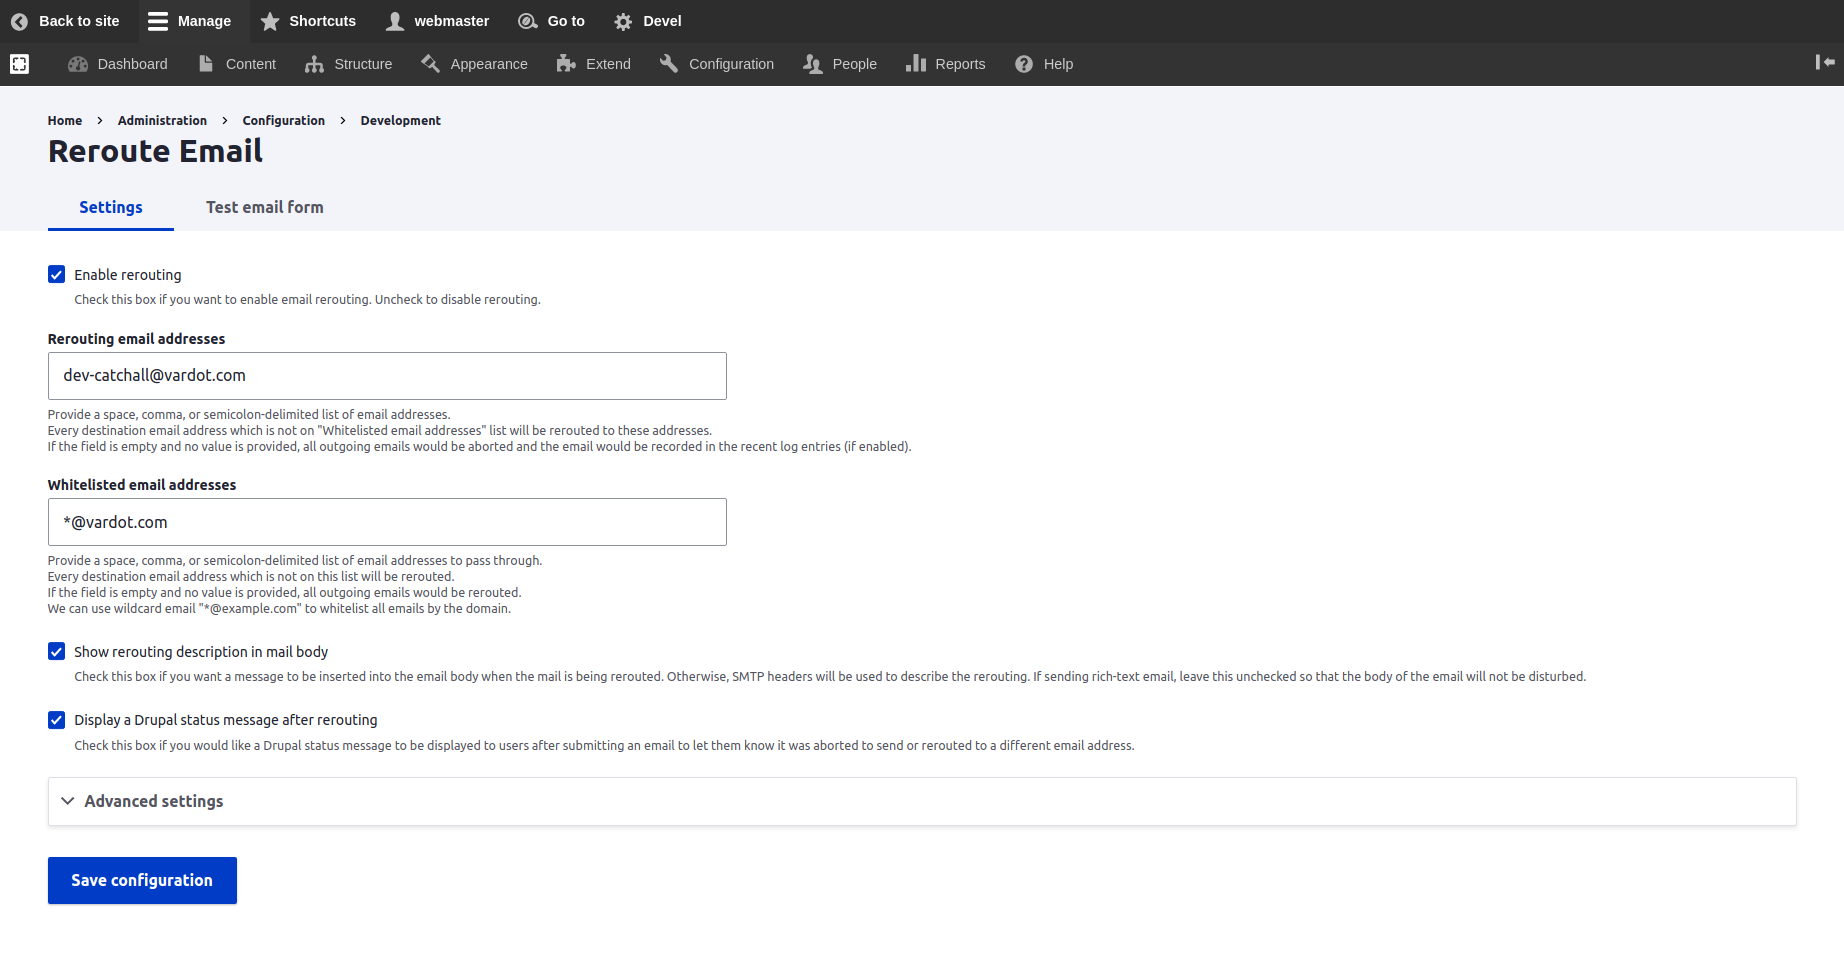 Back to site Manage Shortcuts webmaster Go to Devel
Dashboard Content Structure Appearance Extend Configuration People Reports Help
Home > Administration > Configuration > Development
Reroute Email
Settings Test email form
Enable rerouting
Check this box if you want to enable email rerouting. Uncheck to disable rerouting.
Rerouting email addresses
dev-catchall@vardot.com
Provide a space, comma, or semicolon-delimited list of email addresses.
Every destination email address which is not on "Whitelisted email addresses" list will be rerouted to these addresses.
If the field is empty and no value is provided, all outgoing emails would be aborted and the email would be recorded in the recent log entries (if enabled).
Whitelisted email addresses
*@vardot.com
Provide a space, comma, or semicolon-delimited list of email addresses to pass through.
Every destination email address which is not on this list will be rerouted.
If the field is empty and no value is provided, all outgoing emails would be rerouted.
We can use wildcard email "*@example.com" to whitelist all emails by the domain.
Show rerouting description in mail body
Check this box if you want a message to be inserted into the email body when the mail is being rerouted. Otherwise, SMTP headers will be used to describe the rerouting. If sending rich-text email, leave this unchecked so that the body of the email will not be disturbed.
Display a Drupal status message after rerouting
Check this box if you would like a Drupal status message to be displayed to users after submitting an email to let them know it was aborted to send or rerouted to a different email address.
Advanced settings
Save configuration